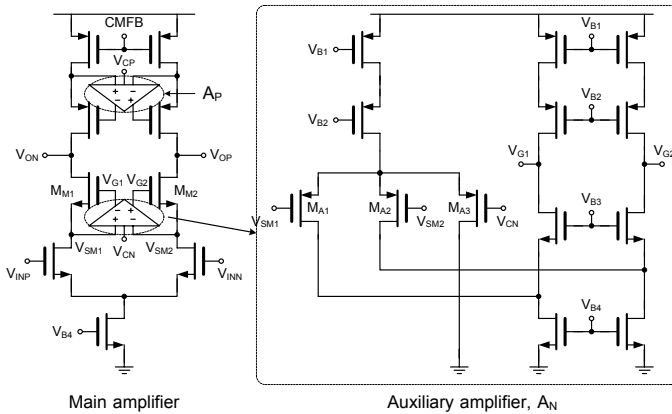 CMFB
V_CP
A_P
V_ON
V_OP
V_G1
V_G2
M_M1
M_M2
V_SM1
V_SM2
V_CN
V_INP
V_INN
V_B4
Main amplifier
V_B1
V_B1
V_B2
V_B2
V_G1
V_G2
M_A1
M_A2
M_A3
V_SM1
V_SM2
V_CN
V_B3
V_B4
Auxiliary amplifier, A_N